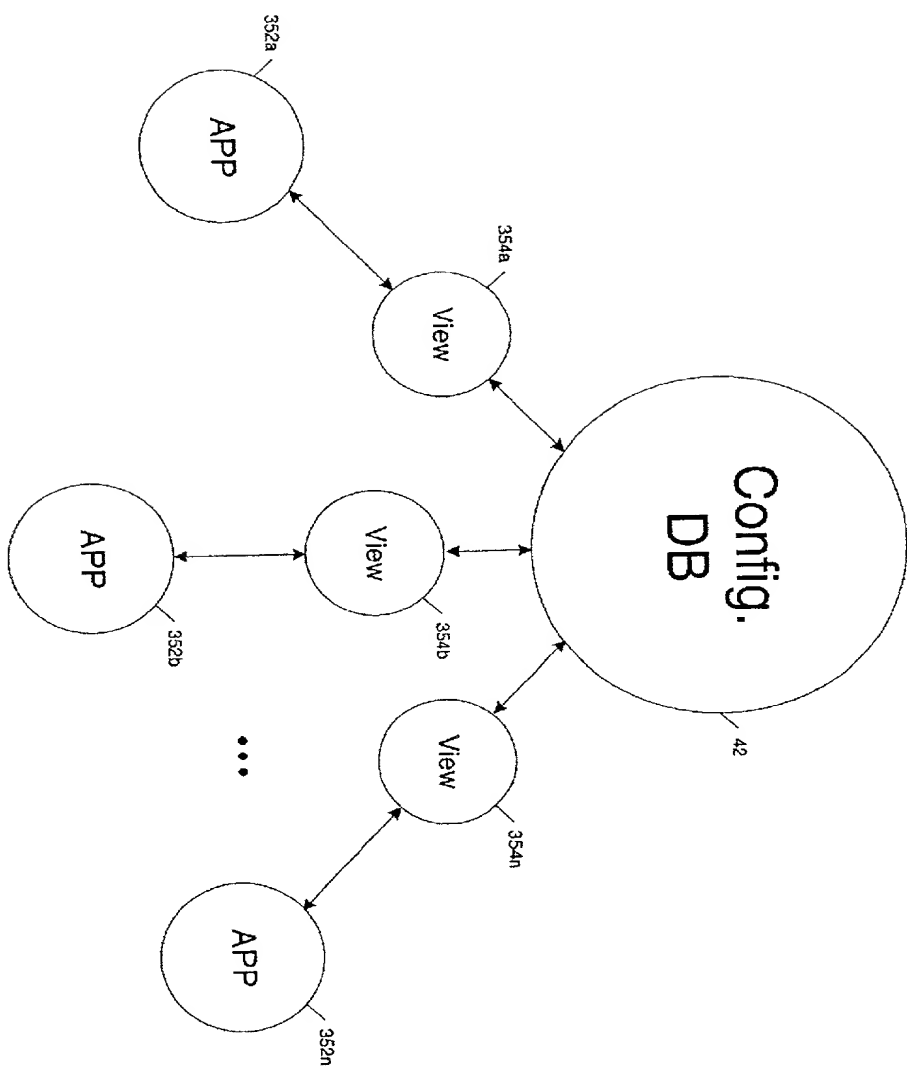 Config.
DB
42
354a
View
354b
View
354n
View
352a
APP
352b
APP
...
352n
APP